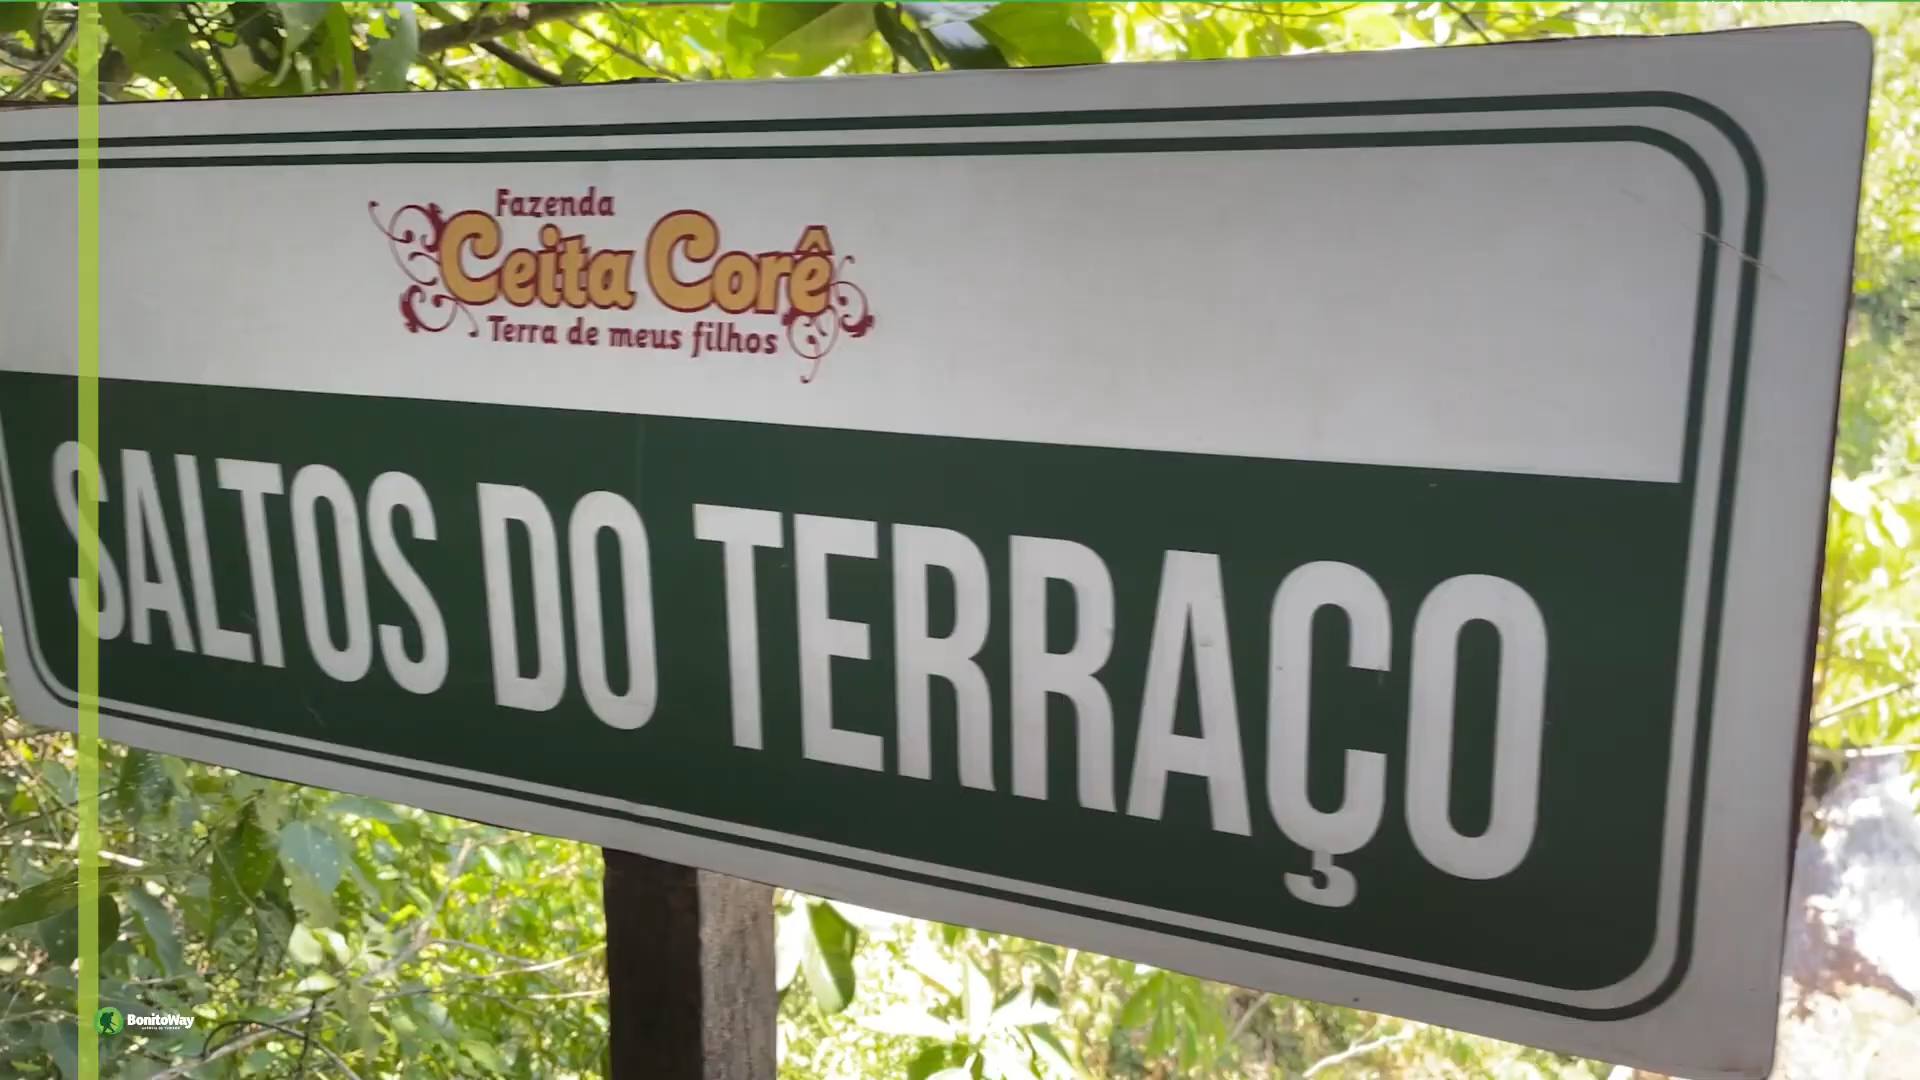 Fazenda
Ceita Corê
Terra de meus filhos
SALTOS DO TERRAÇO
BonitoWay